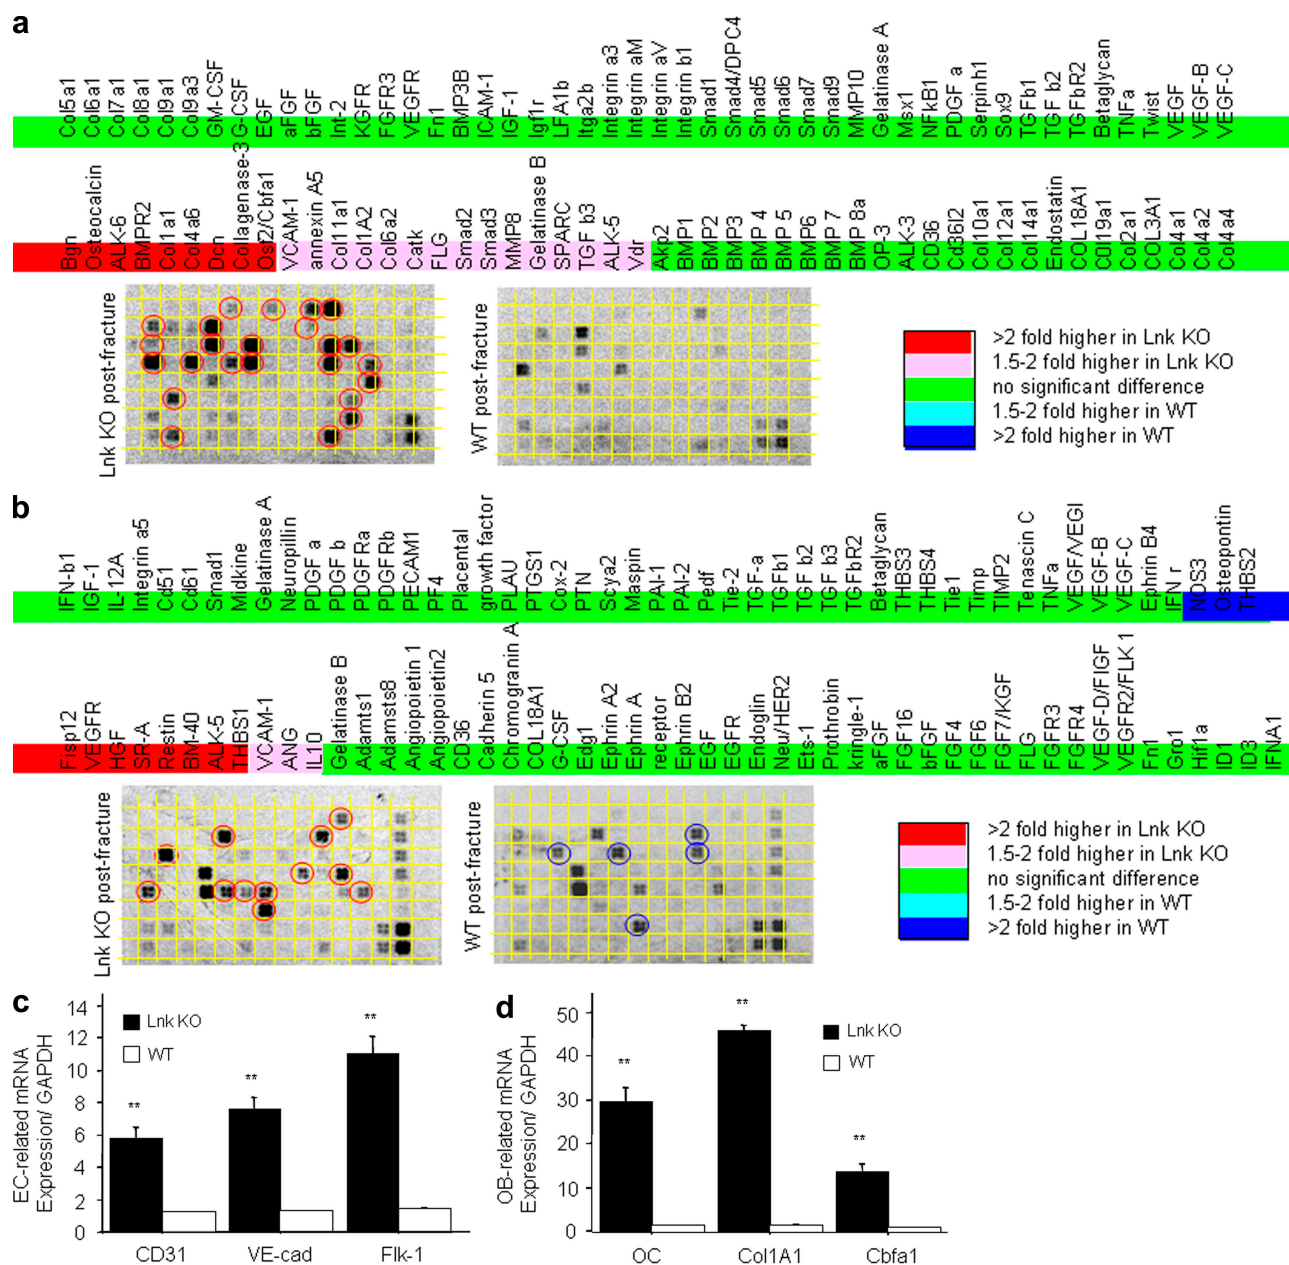 a
Col5a1
Col6a1
Col7a1
Col8a1
Col9a1
Col9a3
GM-CSF
G-CSF
EGF
aFGF
bFGF
Int-2
KGFR
FGFR3
VEGFR
Fn1
BMP3B
ICAM-1
IGF-1
Igf1r
LFA1b
Itga2b
Integrin a3
Integrin aM
Integrin aV
Integrin b1
Smad1
Smad4/DPC4
Smad5
Smad6
Smad7
Smad9
MMP10
Gelatinase A
Msx1
NFkB1
PDGF a
Serpinh1
Sox9
TGFb1
TGF b2
TGFbR2
Betaglycan
TNFa
Twist
VEGF
VEGF-B
VEGF-C
Bgn
Osteocalcin
ALK-6
BMPR2
Col1a1
Col4a6
Dcn
Collagenase-3
Ost2/Cbfa1
VCAM-1
annexin A5
Col11a1
Col1A2
Col6a2
Catk
FLG
Smad2
Smad3
MMP8
Gelatinase B
SPARC
TGF b3
ALK-5
Vdr
Akp2
BMP1
BMP2
BMP3
BMP 4
BMP 5
BMP6
BMP 7
BMP 8a
OP-3
ALK-3
CD36
Cd36l2
Col10a1
Col12a1
Col14a1
Endostatin
COL18A1
Col19a1
Col2a1
COL3A1
Col4a1
Col4a2
Col4a4
Lnk KO post-fracture
WT post-fracture
>2 fold higher in Lnk KO
1.5-2 fold higher in Lnk KO
no significant difference
1.5-2 fold higher in WT
>2 fold higher in WT
b
IFN-b1
IGF-1
IL-12A
Integrin a5
Cd51
Cd61
Smad1
Midkine
Gelatinase A
Neuropillin
PDGF a
PDGF b
PDGFRa
PDGFRb
PECAM1
PF4
Placental
growth factor
PLAU
PTGS1
Cox-2
PTN
Scya2
Maspin
PAI-1
PAI-2
Pedf
Tie-2
TGF-a
TGFb1
TGF b2
TGF b3
TGFbR2
Betaglycan
THBS3
THBS4
Tie1
Timp
TIMP2
Tenascin C
TNFa
VEGF/VEGI
VEGF-B
VEGF-C
Ephrin B4
IFN r
NOS3
Osteopontin
THBS2
Fisp12
VEGFR
HGF
SR-A
Restin
BM-40
ALK-5
THBS1
VCAM-1
ANG
IL10
Gelatinase B
Adamts1
Adamsts8
Angiopoietin 1
Angiopoietin2
CD36
Cadherin 5
Chromogranin A
COL18A1
G-CSF
Edg1
Ephrin A2
Ephrin A
receptor
Ephrin B2
EGF
EGFR
Endoglin
Neu/HER2
Ets-1
Prothrobin
kringle-1
aFGF
FGF16
bFGF
FGF4
FGF6
FGF7/KGF
FLG
FGFR3
FGFR4
VEGF-D/FIGF
VEGFR2/FLK 1
Fn1
Gro1
Hif1a
ID1
ID3
IFNA1
Lnk KO post-fracture
WT post-fracture
>2 fold higher in Lnk KO
1.5-2 fold higher in Lnk KO
no significant difference
1.5-2 fold higher in WT
>2 fold higher in WT
c
EC-related mRNA
Expression/ GAPDH
14
12
10
8
6
4
2
0
Lnk KO
WT
**
**
**
CD31
VE-cad
Flk-1
d
OB-related mRNA
Expression/ GAPDH
50
40
30
20
10
0
Lnk KO
WT
**
**
**
OC
Col1A1
Cbfa1